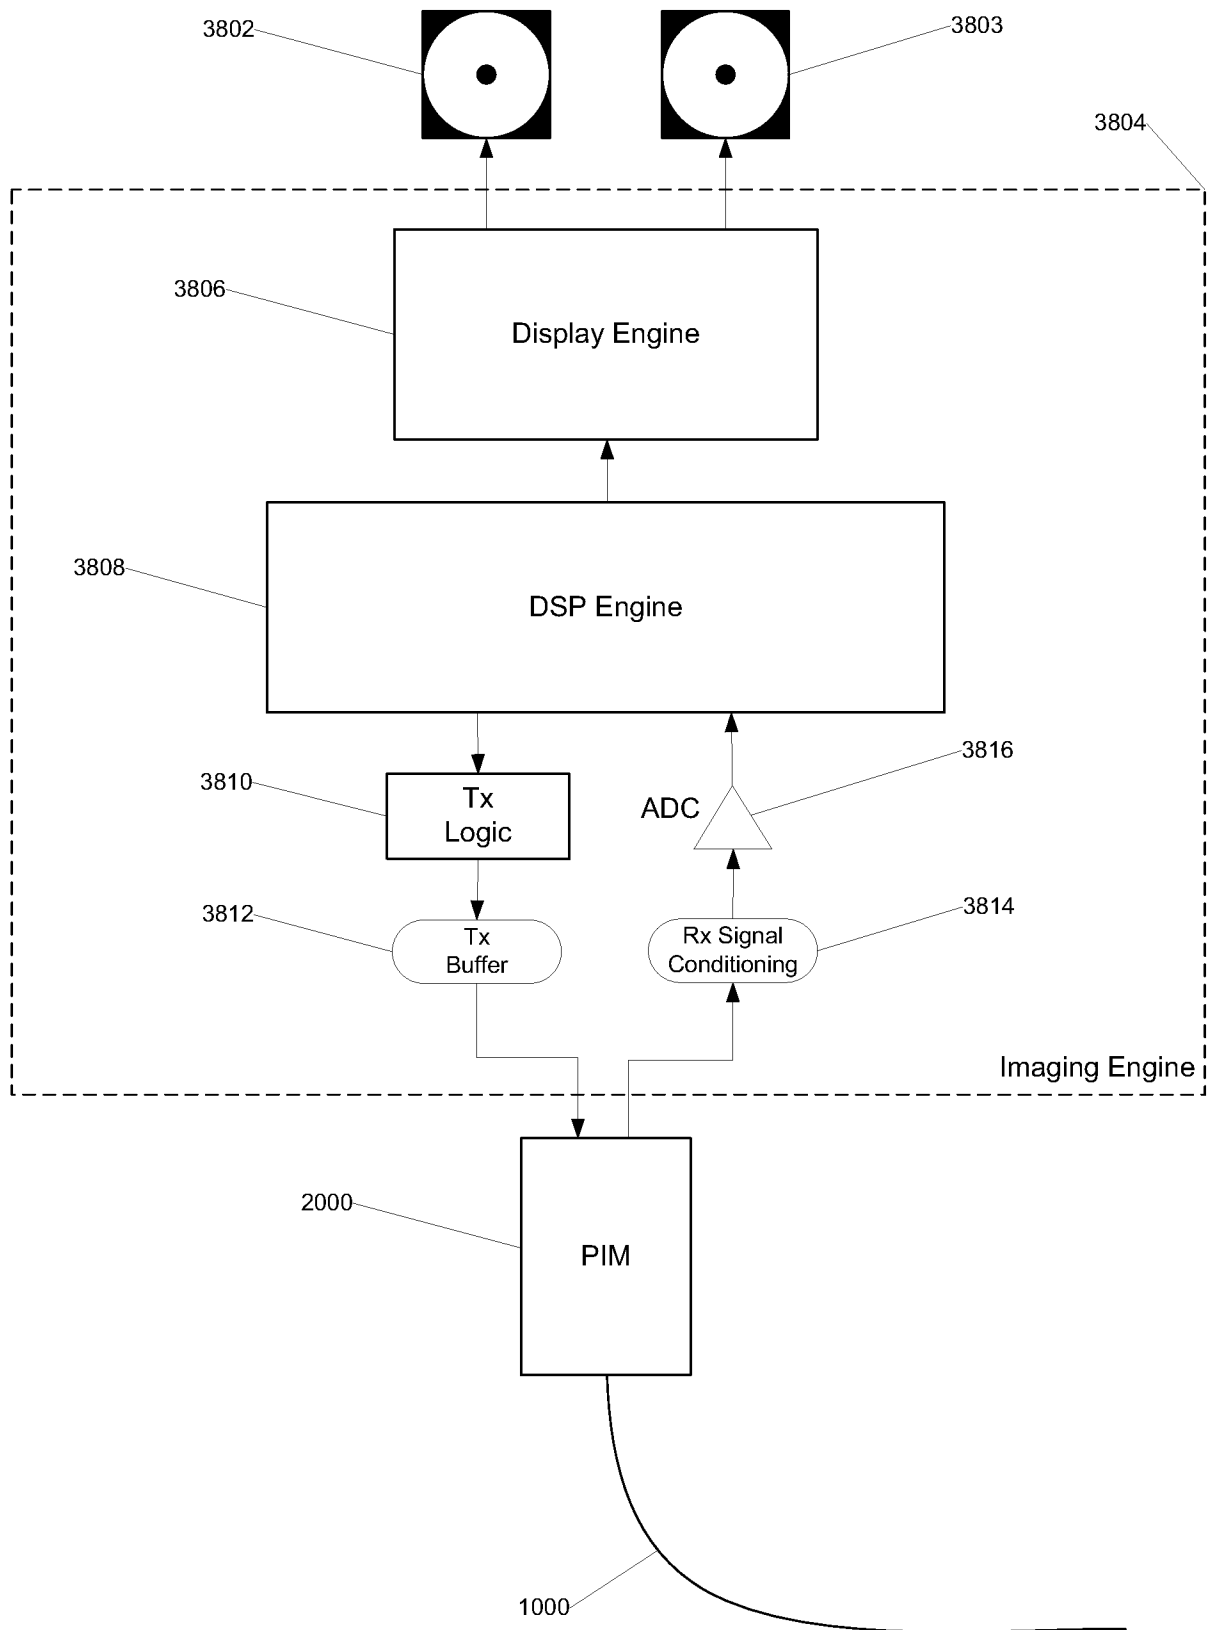 3802
3803
3804
3806
Display Engine
3808
DSP Engine
3816
3810
Tx
Logic
ADC
3812
Tx
Buffer
3814
Rx Signal
Conditioning
Imaging Engine
2000
PIM
1000